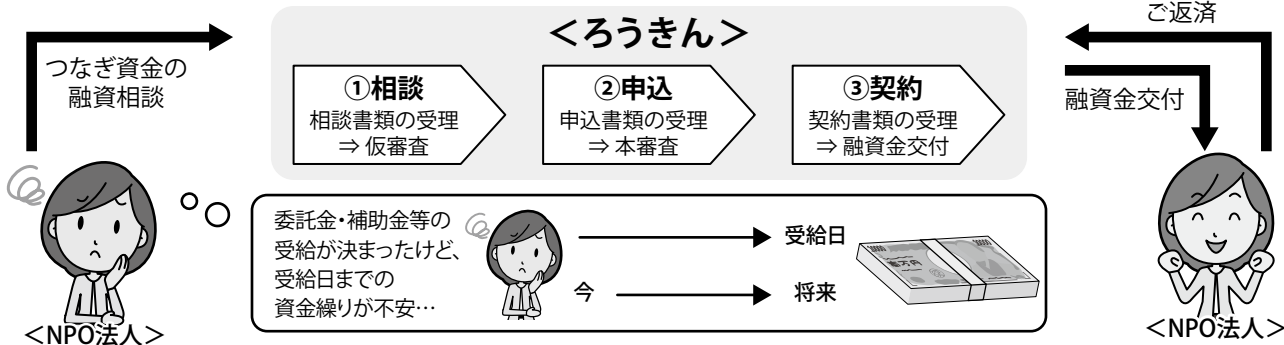 つなぎ資金の
融資相談
＜ろうきん＞
①相談
相談書類の受理
⇒ 仮審査
②申込
申込書類の受理
⇒ 本審査
③契約
契約書類の受理
⇒ 融資金交付
ご返済
融資金交付
委託金・補助金等の
受給が決まったけど、
受給日までの
資金繰りが不安…
受給日
今
将来
壱万円
＜NPO法人＞
＜NPO法人＞